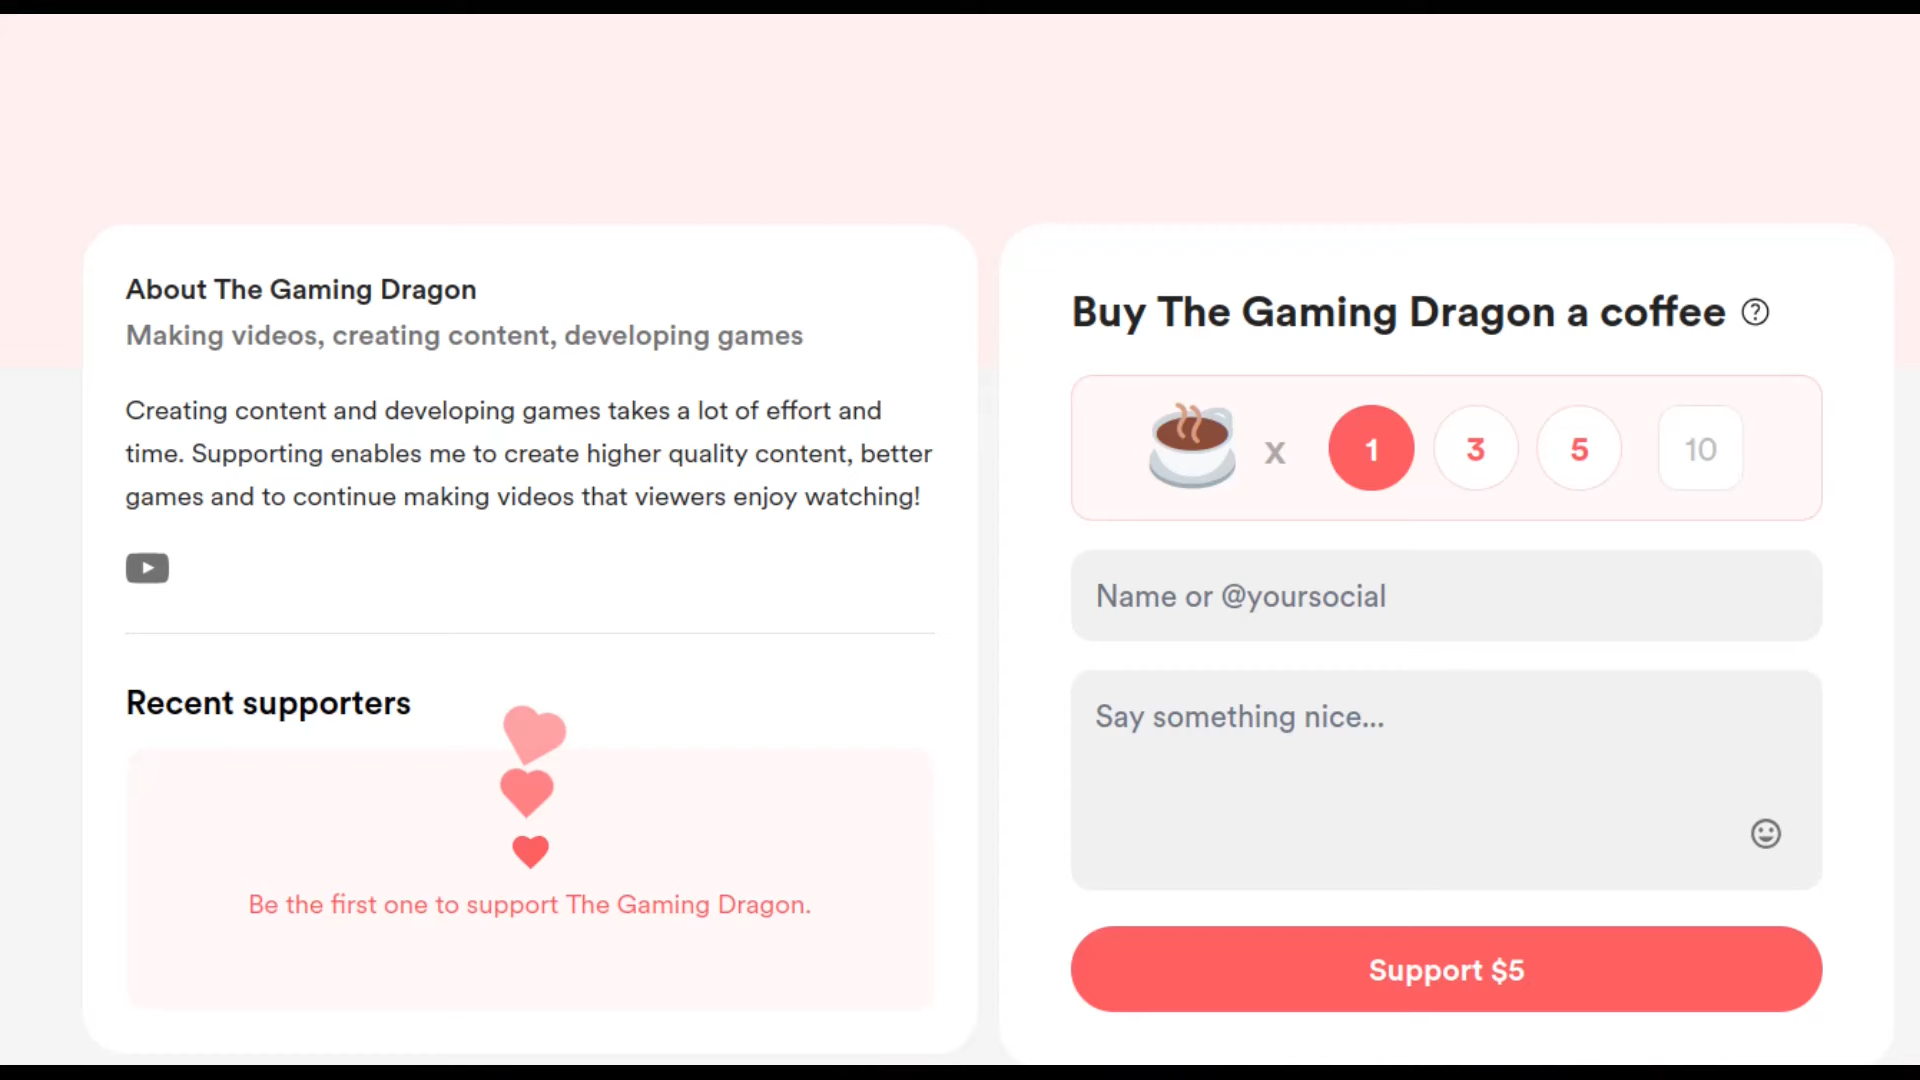 About The Gaming Dragon
Making videos, creating content, developing games
Creating content and developing games takes a lot of effort and
time. Supporting enables me to create higher quality content, better
games and to continue making videos that viewers enjoy watching!
Recent supporters
Be the first one to support The Gaming Dragon.
Buy The Gaming Dragon a coffee ?
x 1 3 5 10
Name or @yoursocial
Say something nice...
Support $5